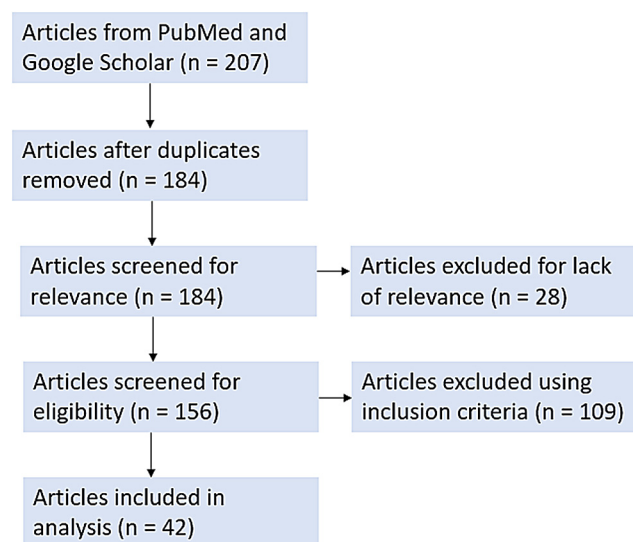 Articles from PubMed and
Google Scholar (n = 207)
Articles after duplicates
removed (n = 184)
Articles screened for
relevance (n = 184)
Articles excluded for lack
of relevance (n = 28)
Articles screened for
eligibility (n = 156)
Articles excluded using
inclusion criteria (n = 109)
Articles included in
analysis (n = 42)